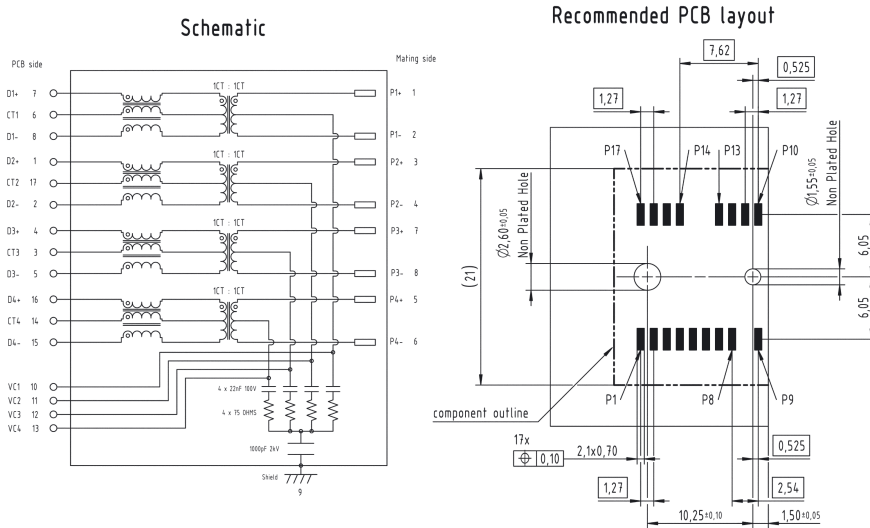 Schematic
PCB side
Mating side
D1+ 7
1CT : 1CT
P1+ 1
CT1 6
D1- 8
P1- 2
D2+ 1
1CT : 1CT
P2+ 3
CT2 17
D2- 2
P2- 4
D3+ 4
1CT : 1CT
P3+ 7
CT3 3
D3- 5
P3- 8
D4+ 16
1CT : 1CT
P4+ 5
CT4 14
D4- 15
P4- 6
VC1 10
VC2 11
VC3 12
VC4 13
4 x 22nF 100V
4 x 75 OHMS
1000pF 2kV
Shield
9
Recommended PCB layout
7,62
0,525
1,27
1,27
P17
P14
P13
P10
Ø1,55±0,05
Non Plated Hole
Ø2,60±0,05
Non Plated Hole
(21)
6,05
6,05
P1
P8
P9
component outline
17x
⌖ 0,10
2,1x0,70
0,525
1,27
2,54
10,25±0,10
1,50±0,05